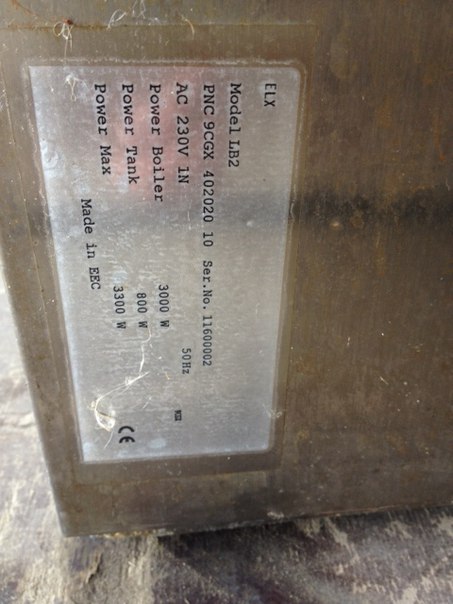 ELX
Model LB2
PNC 9CGX 402020 10 Ser.No. 11600002
AC 230V 1N 50Hz
Power Boiler 3000 W
Power Tank 800 W
Power Max 3300 W
Made in EEC CE